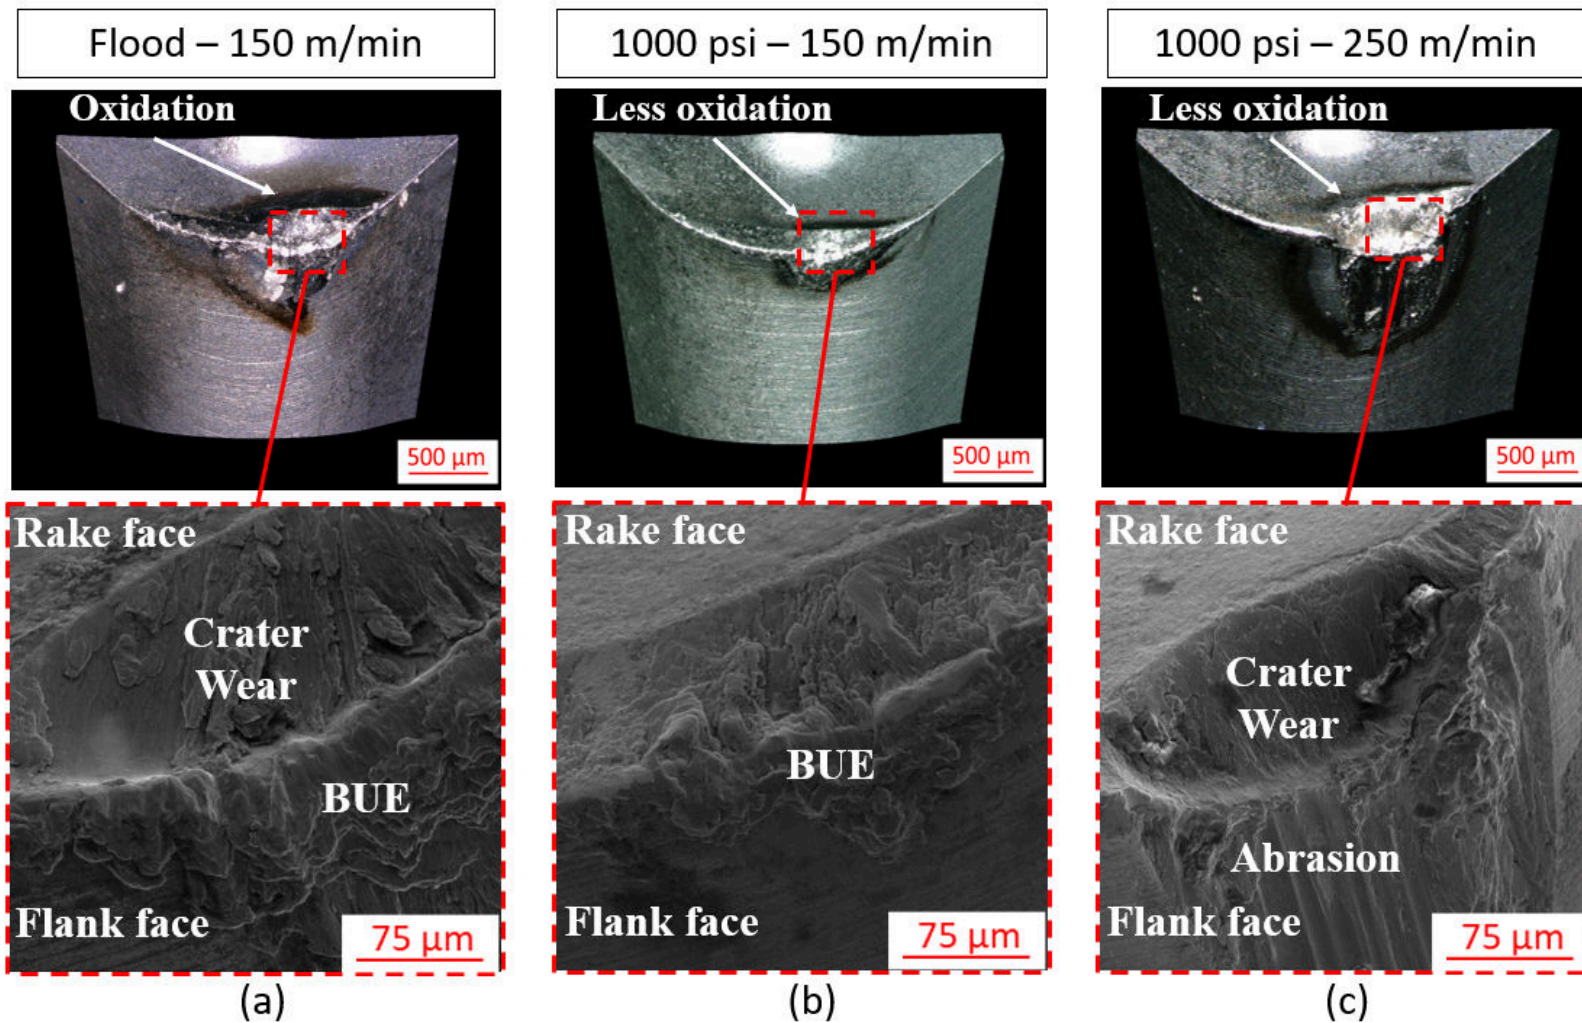 Flood – 150 m/min
1000 psi – 150 m/min
1000 psi – 250 m/min
Oxidation
Less oxidation
Less oxidation
500 µm
500 µm
500 µm
Rake face
Crater
Wear
BUE
Flank face
75 µm
Rake face
BUE
Flank face
75 µm
Rake face
Crater
Wear
Abrasion
Flank face
75 µm
(a)
(b)
(c)